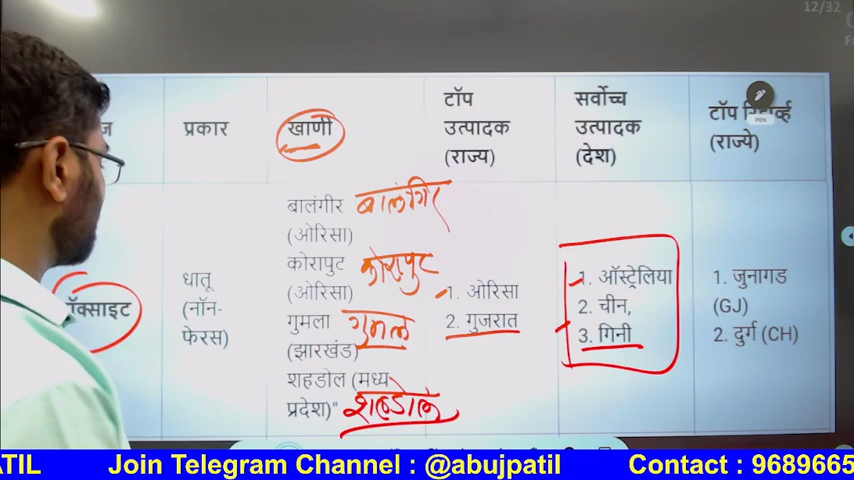 12/32
प्रकार
खाणी
टॉप
उत्पादक
(राज्य)
सर्वोच्च
उत्पादक
(देश)
टॉप
(राज्ये)
PEN
बॉक्साइट
धातू
(नॉन-
फेरस)
बालंगीर बालंगिर
(ओरिसा)
कोरापुट कोरापुट
(ओरिसा)
गुमला गुमल
(झारखंड)
शहडोल (मध्य
प्रदेश)" शहडोल
1. ओरिसा
2. गुजरात
1. ऑस्ट्रेलिया
2. चीन,
3. गिनी
1. जुनागड
(GJ)
2. दुर्ग (CH)
ATIL Join Telegram Channel : @abujpatil Contact : 9689665